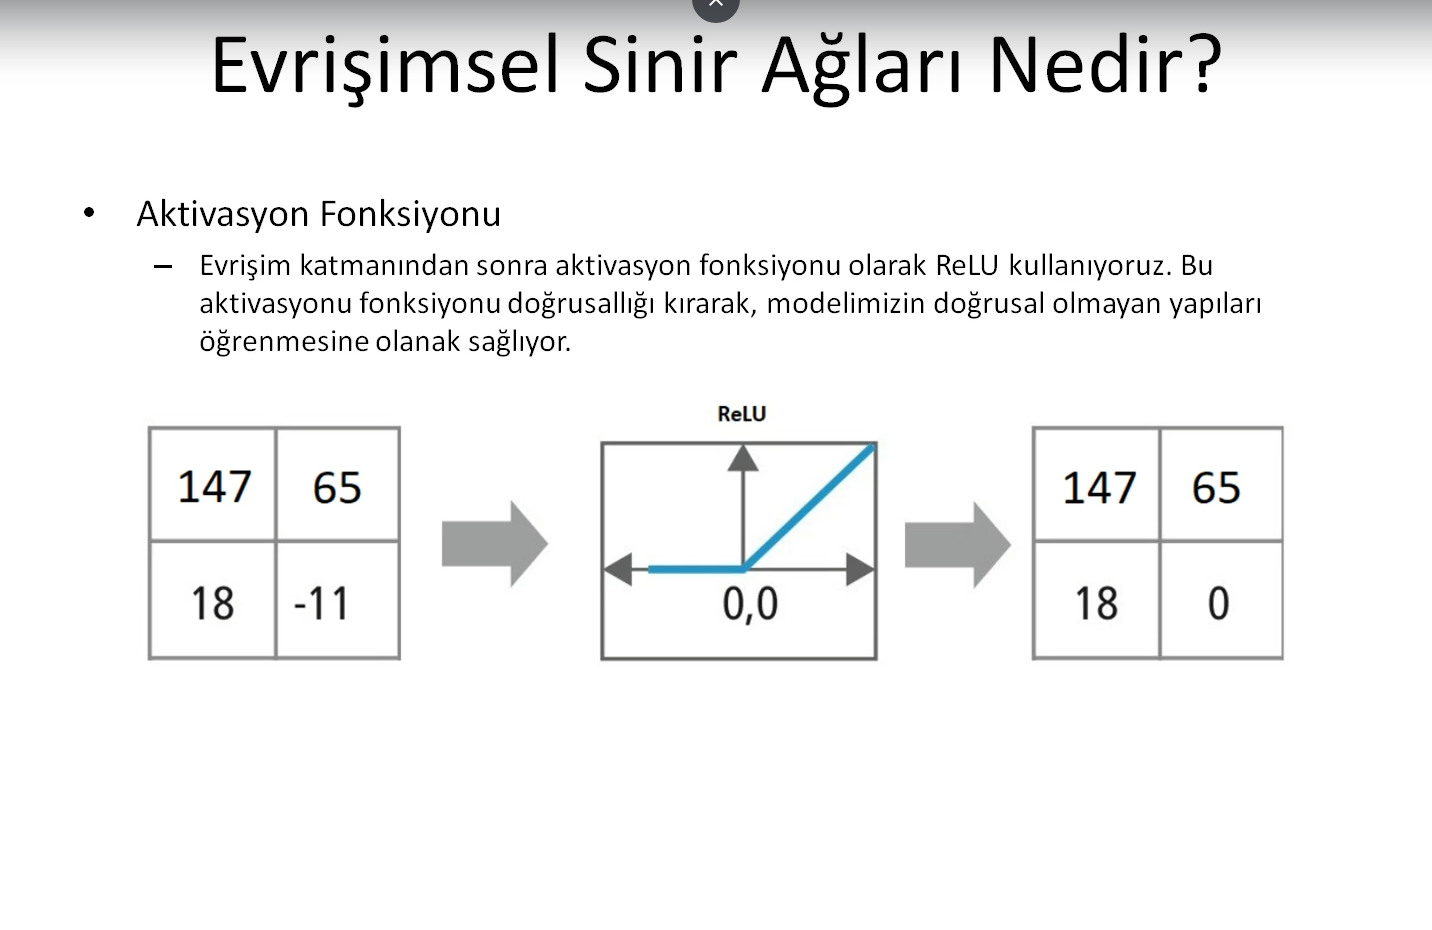 Evrişimsel Sinir Ağları Nedir?
• Aktivasyon Fonksiyonu
– Evrişim katmanından sonra aktivasyon fonksiyonu olarak ReLU kullanıyoruz. Bu
aktivasyonu fonksiyonu doğrusallığı kırarak, modelimizin doğrusal olmayan yapıları
öğrenmesine olanak sağlıyor.
147 65
18 -11
ReLU
0,0
147 65
18 0